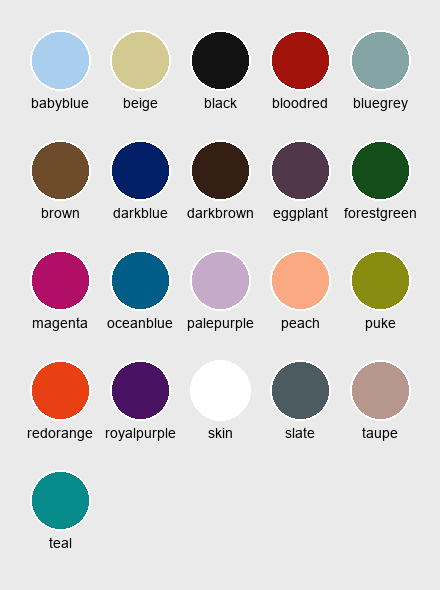 babyblue beige black bloodred bluegrey
brown darkblue darkbrown eggplant forestgreen
magenta oceanblue palepurple peach puke
redorange royalpurple skin slate taupe
teal